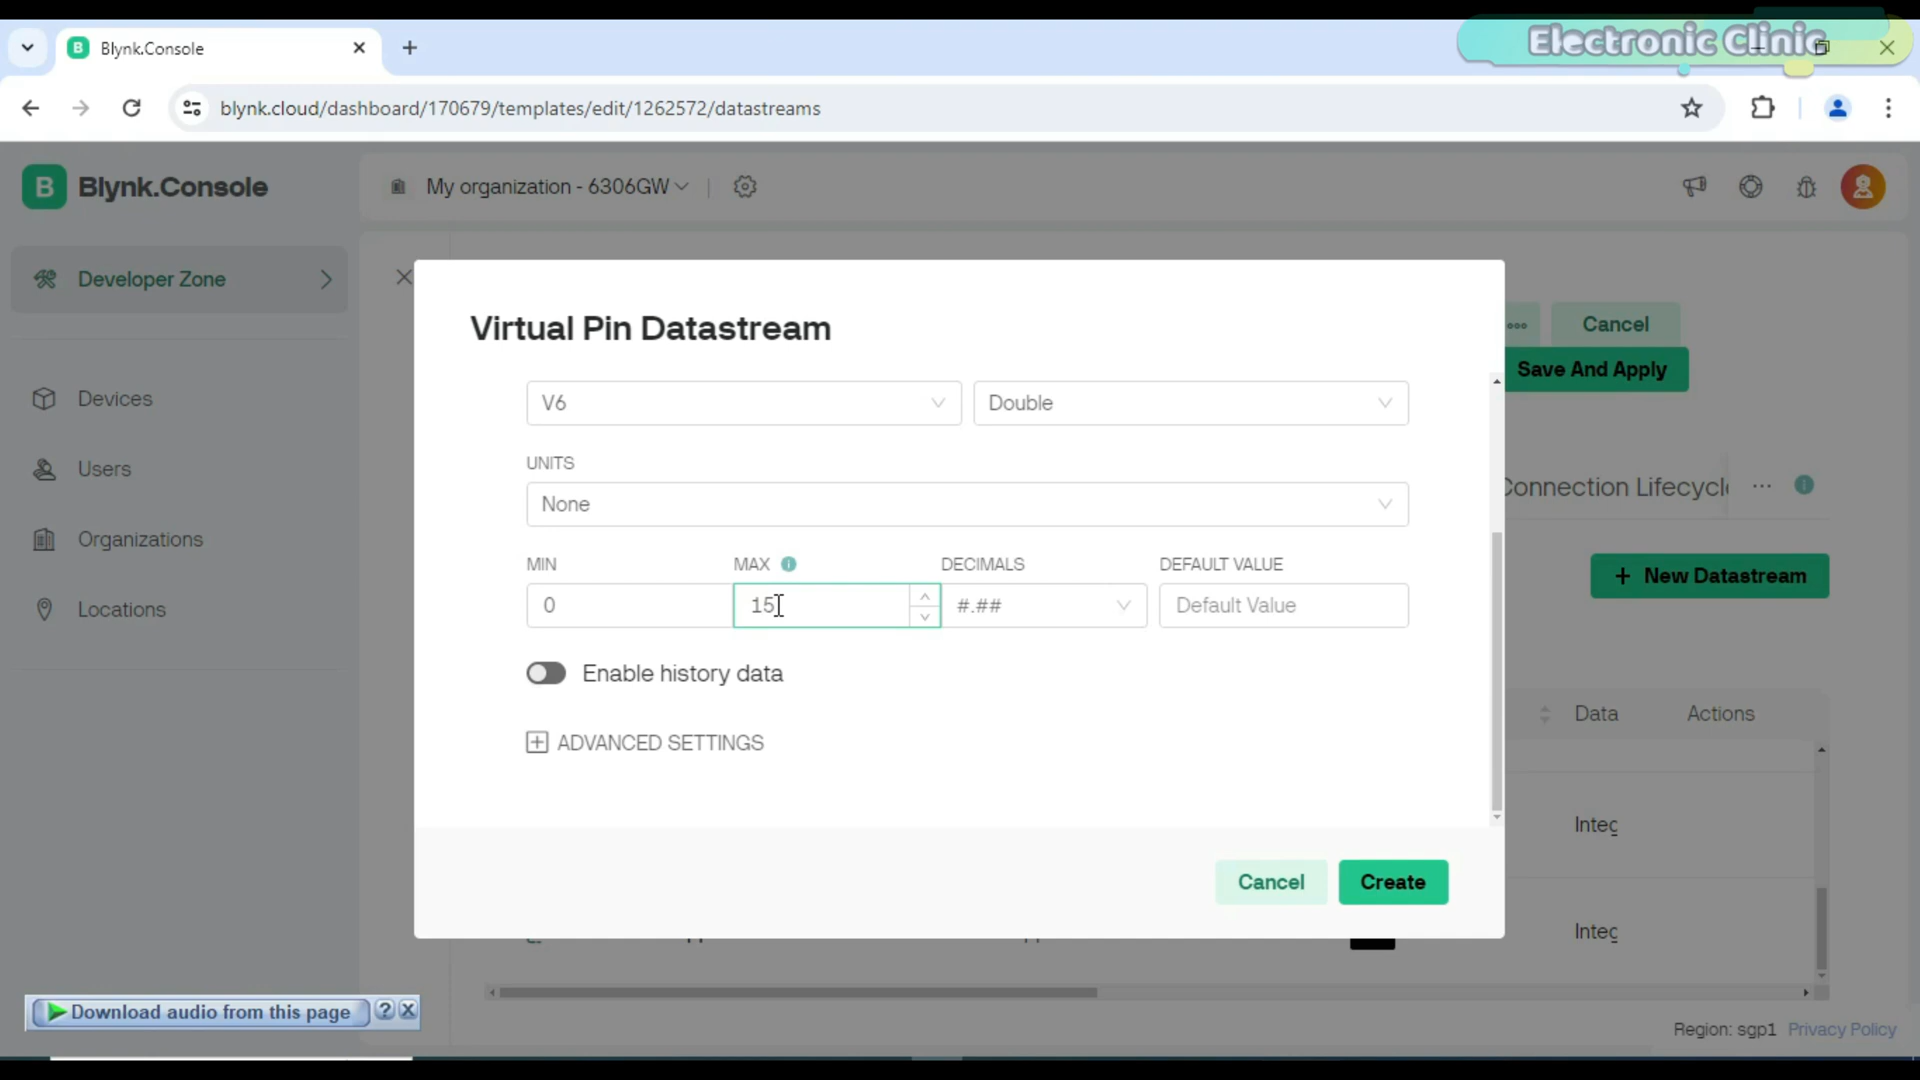 Electronic Clinic
Blynk.Console
blynk.cloud/dashboard/170679/templates/edit/1262572/datastreams
B Blynk.Console
My organization - 6306GW
Developer Zone
Devices
Users
Organizations
Locations
Cancel
Save And Apply
Virtual Pin Datastream
V6 Double
UNITS
None
MIN MAX DECIMALS DEFAULT VALUE
0 15 #.## Default Value
Enable history data
ADVANCED SETTINGS
Cancel Create
Connection Lifecycle
New Datastream
Data Actions
Integ
Integ
Download audio from this page
Region: sgp1 Privacy Policy